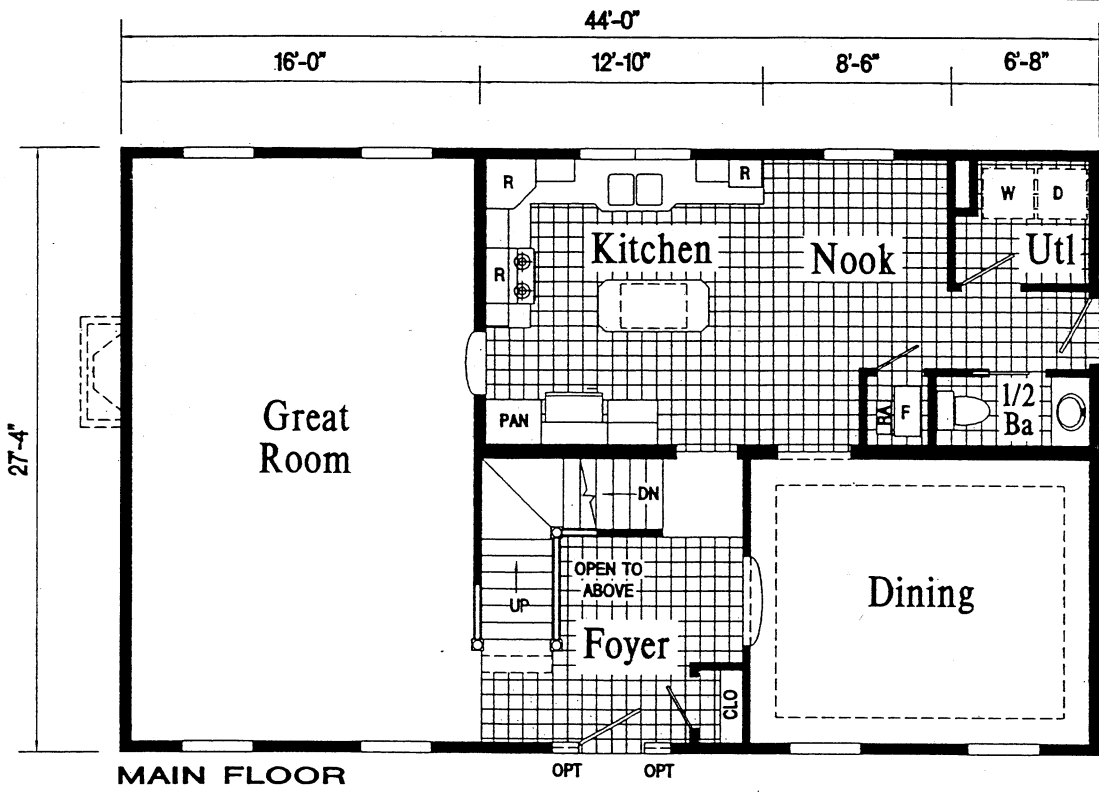 44'-0"
16'-0" 12'-10" 8'-6" 6'-8"
27'-4"
R R W D
Kitchen Nook Utl
R
Great
Room
PAN RA F 1/2
Ba
DN
OPEN TO
ABOVE
UP
Dining
Foyer
CLO
OPT OPT
MAIN FLOOR